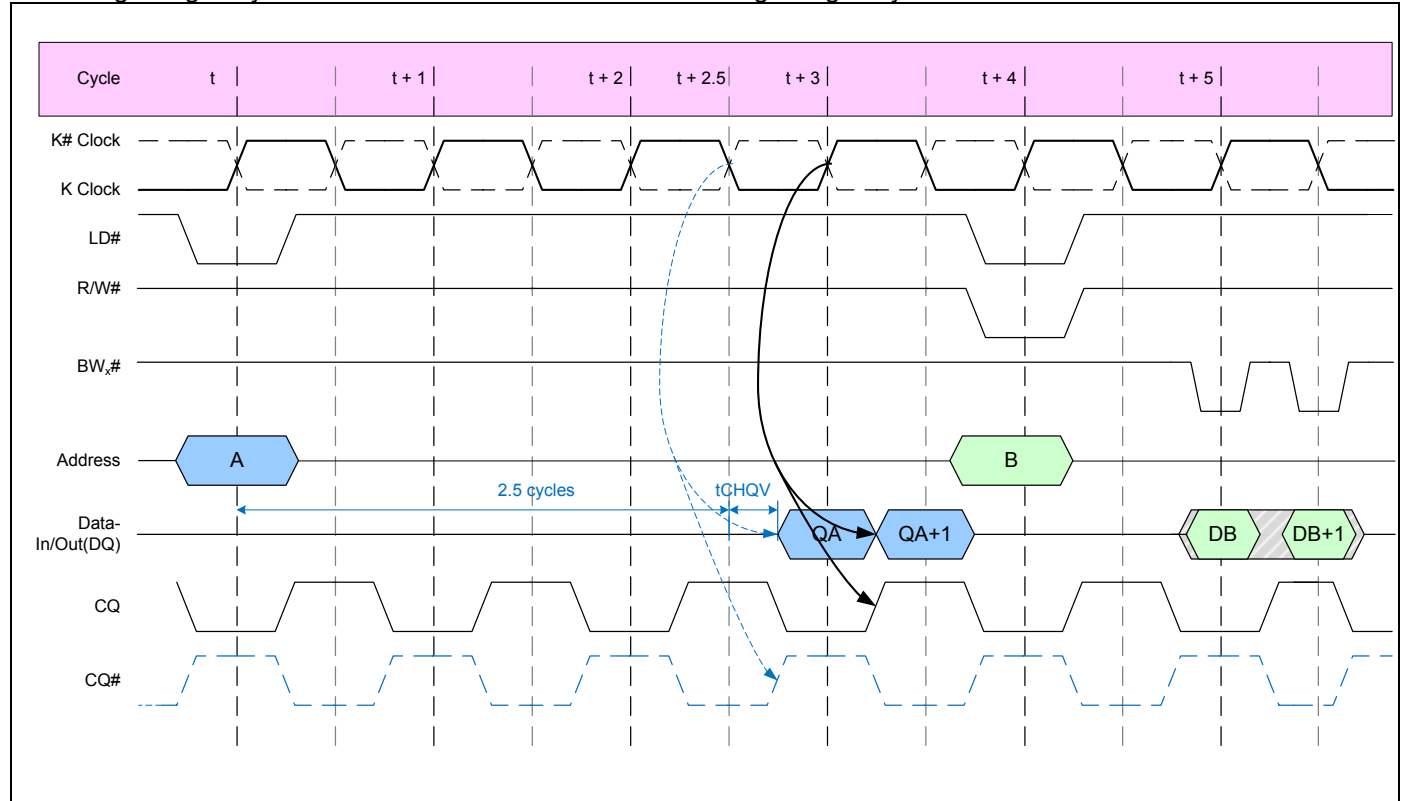 Cycle t t + 1 t + 2 t + 2.5 t + 3 t + 4 t + 5
K# Clock
K Clock
LD#
R/W#
BWx#
Address A B
2.5 cycles tCHQV
Data-
In/Out(DQ) QA QA+1 DB DB+1
CQ
CQ#